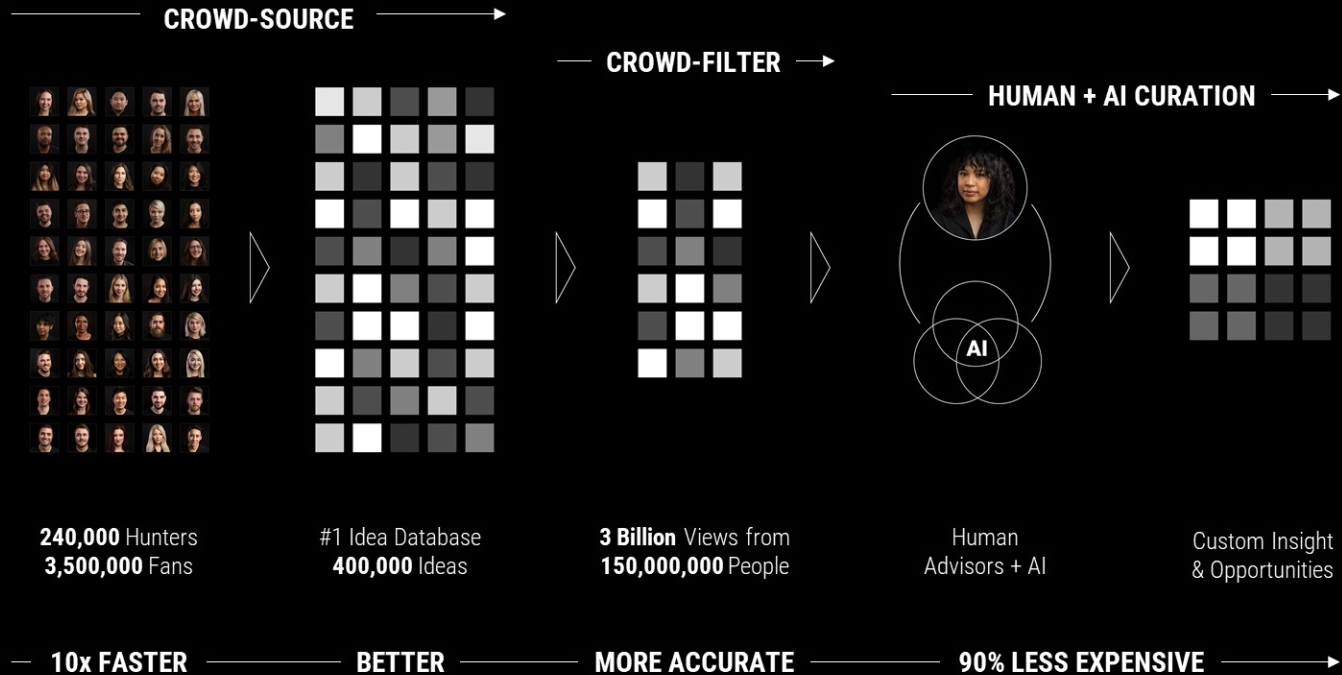 CROWD-SOURCE
CROWD-FILTER
HUMAN + AI CURATION
AI
240,000 Hunters
3,500,000 Fans
#1 Idea Database
400,000 Ideas
3 Billion Views from
150,000,000 People
Human
Advisors + AI
Custom Insight
& Opportunities
10x FASTER
BETTER
MORE ACCURATE
90% LESS EXPENSIVE